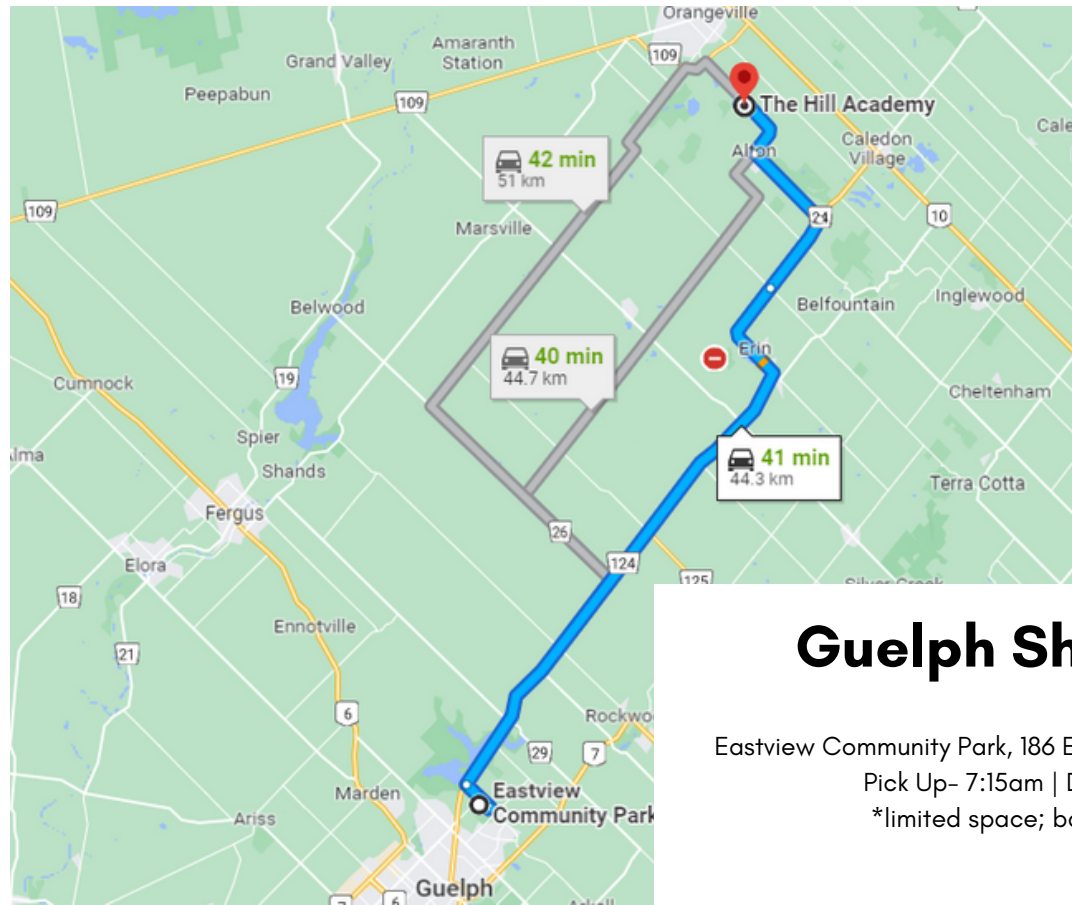 Orangeville
Amaranth
Station
109
Grand Valley
Peepabun
109
The Hill Academy
Alton
Caledon
Village
42 min
51 km
109
Marsville
24
10
Belwood
Belfountain
Inglewood
Erin
40 min
44.7 km
19
Cumnock
Cheltenham
Spier
Shands
41 min
44.3 km
Terra Cotta
Fergus
26
124
125
Elora
18
Ennotville
21
Guelph
6
Rockwo
Eastview Community Park, 186
29
7
Pick Up- 7:15am |
Eastview
Community Park
Marden
*limited space;
Ariss
Guelph
6
7